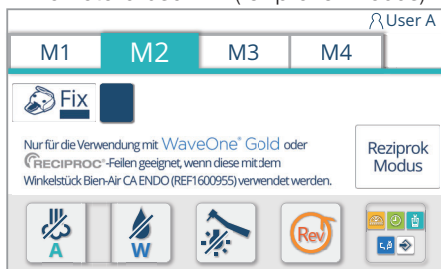 User A
M1 M2 M3 M4
Fix
Nur für die Verwendung mit WaveOne® Gold oder
RECIPROC®-Feilen geeignet, wenn diese mit dem
Winkelstück Bien-Air CA ENDO (REF1600955) verwendet werden.
Reziprok
Modus
A W Rev